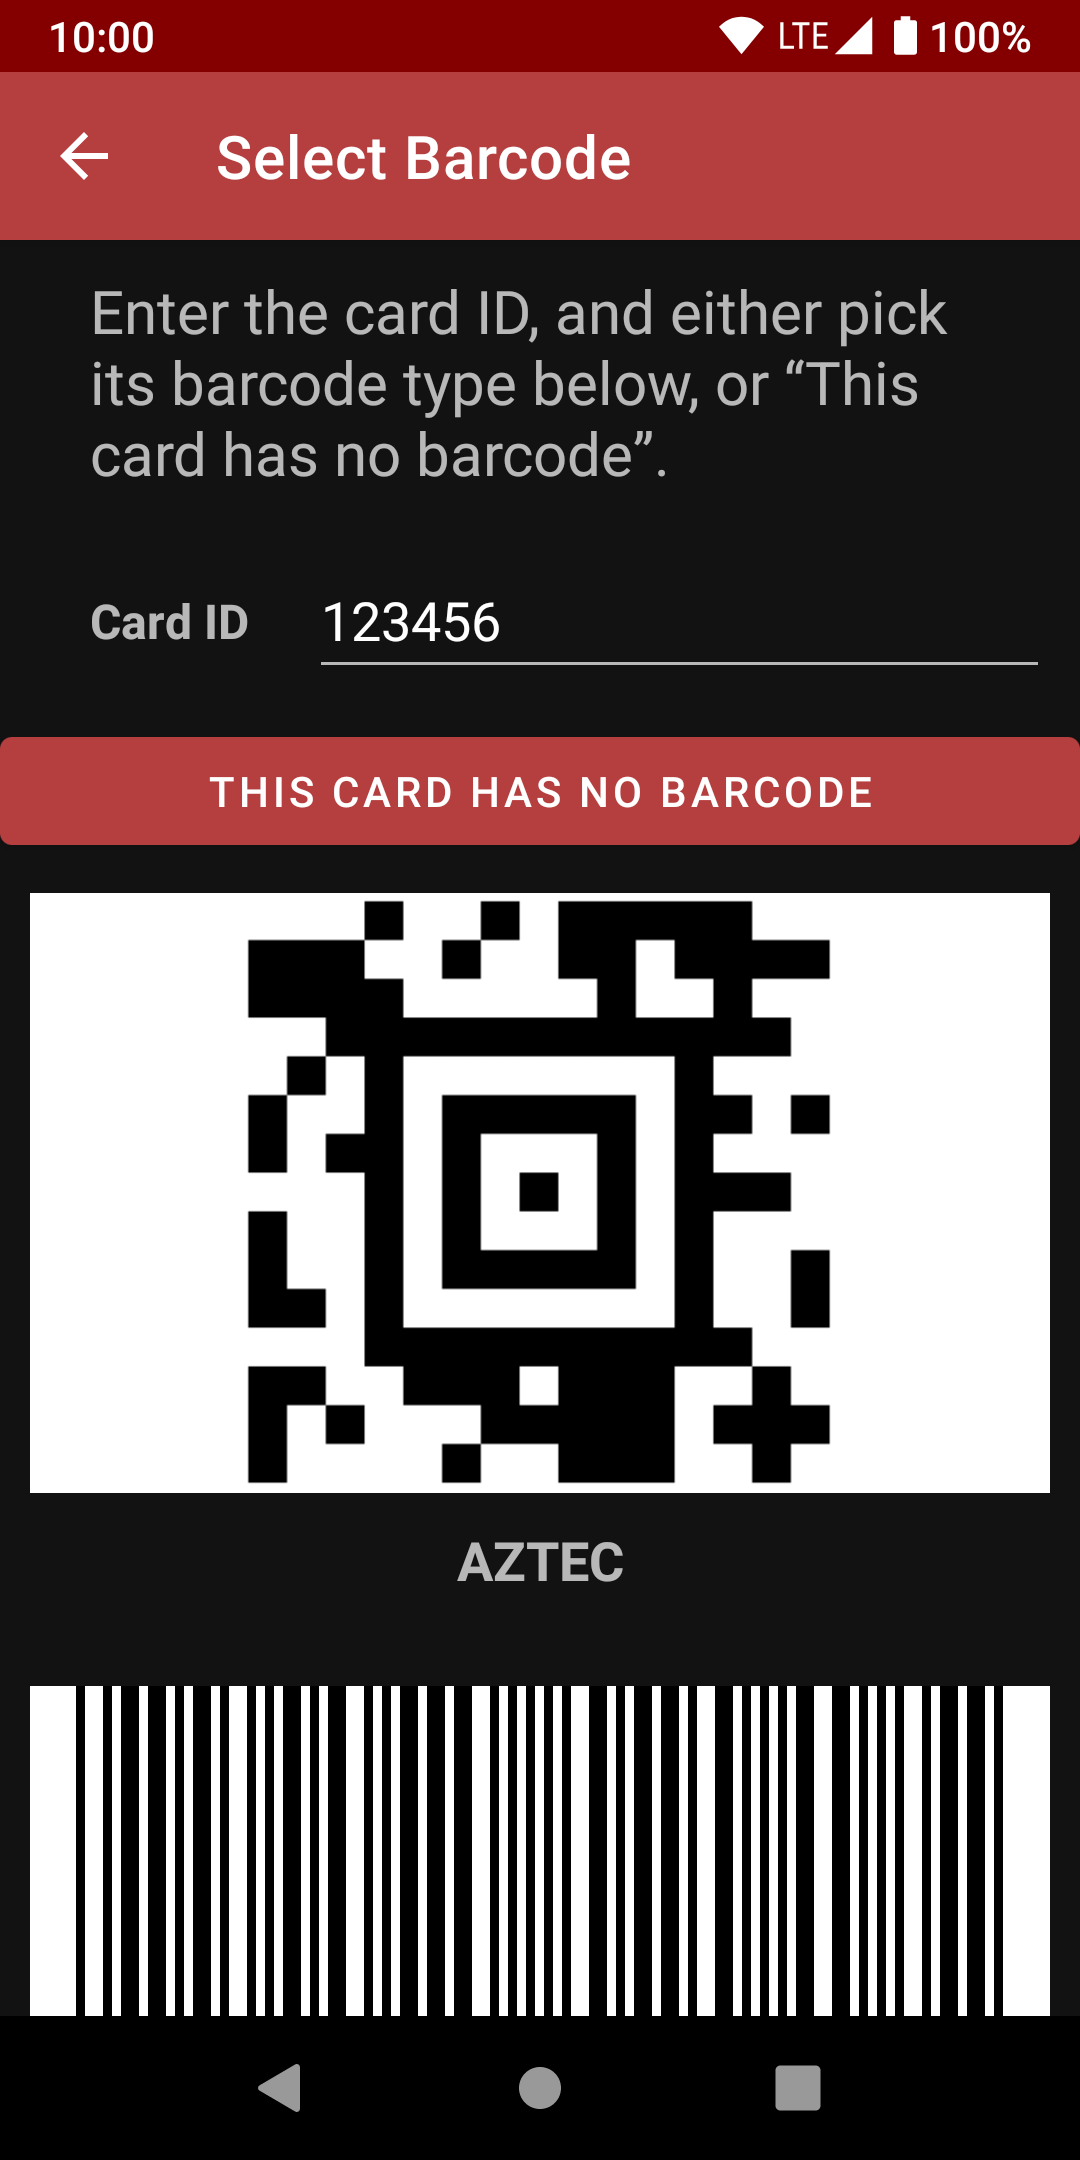 10:00 LTE 100%
Select Barcode
Enter the card ID, and either pick
its barcode type below, or “This
card has no barcode”.
Card ID 123456
THIS CARD HAS NO BARCODE
AZTEC